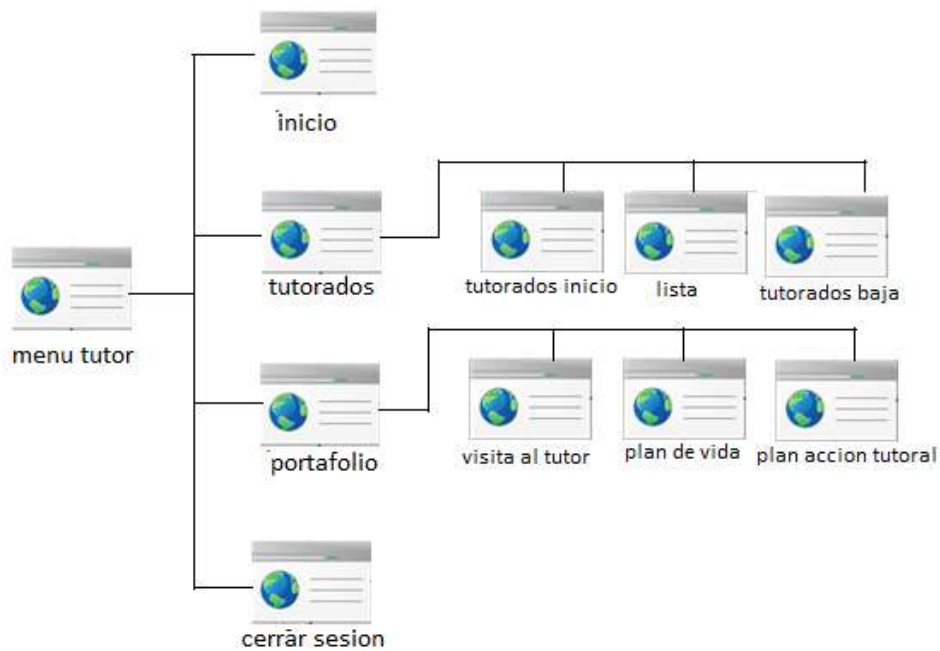 inicio
tutorados
tutorados inicio
lista
tutorados baja
menu tutor
portafolio
visita al tutor
plan de vida
plan accion tutoral
cerrar sesion